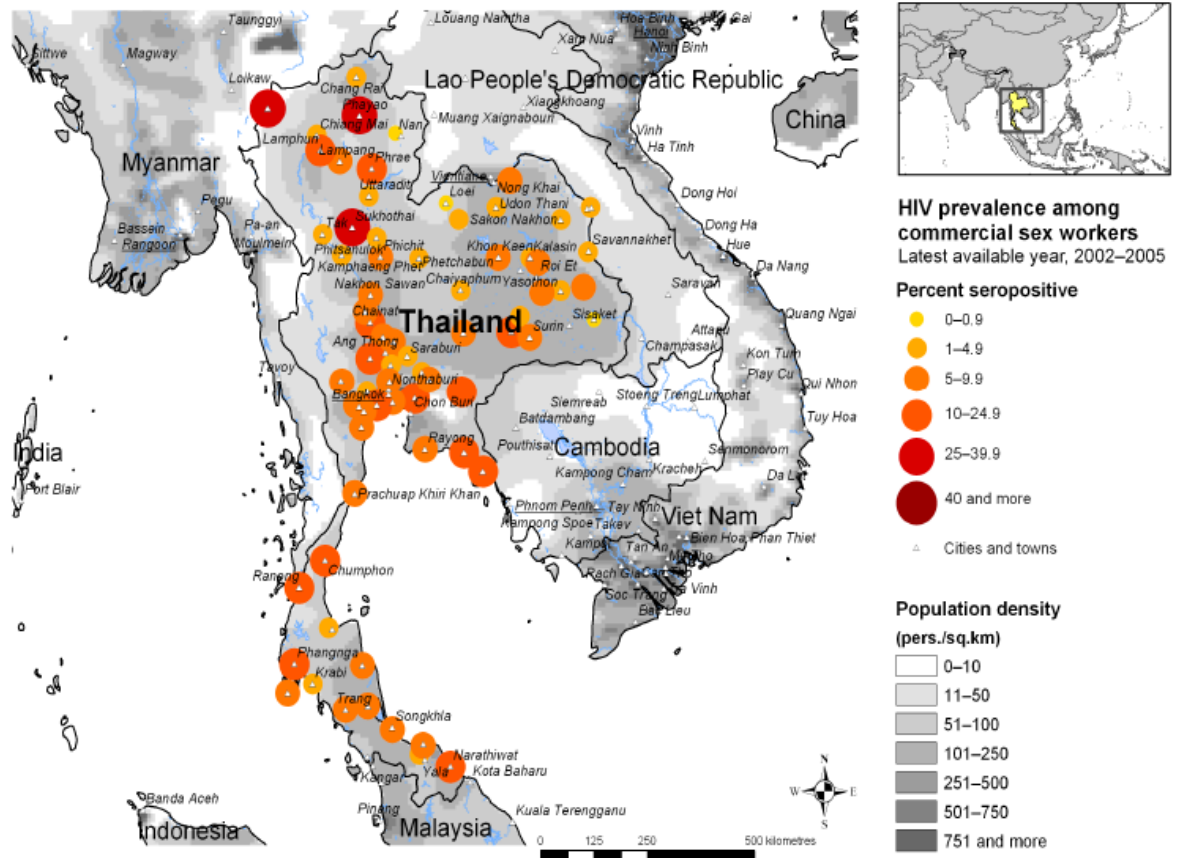 Louang Namtha
Hoa Binh
Hanoi
Ninh Binh
Taunggyi
Xam Nua
Sittwe
Magway
Loikaw
Lao People's Democratic Republic
Chang Rai
Phayao
Chiang Mai
Nan
Xiangkhoang
Muang Xaignabouri
China
Lamphun
Lampang
Phrae
Vinh
Ha Tinh
Myanmar
Uttaradit
Vientiane
Loei
Nong Khai
Udon Thani
Sakon Nakhon
Dong Hoi
Pegu
Bassein
Rangoon
Pa-an
Moulmein
Tak
Sukhothai
Phitsanulok
Phichit
Kamphaeng Phet
Phetchabun
Khon Kaen
Kalasin
Roi Et
Savannakhet
Dong Ha
Hue
Da Nang
Nakhon Sawan
Chaiyaphum
Yasothon
Saravan
Chainat
Thailand
Surin
Sisaket
Attapu
Champasak
Quang Ngai
Ang Thong
Saraburi
Kon Tum
Play Cu
Tavoy
Nonthaburi
Bangkok
Chon Buri
Siemreab
Stoeng Treng
Lumphat
Qui Nhon
Batdambang
Tuy Hoa
Rayong
Pouthisat
Cambodia
Senmonorom
India
Port Blair
Kampong Cham
Kracheh
Da Lat
Prachuap Khiri Khan
Phnom Penh
Tay Ninh
Viet Nam
Kampong Spoe
Takev
Bien Hoa
Phan Thiet
Kampot
Tan An
My Tho
Chumphon
Ranong
Rach Gia
Can Tho
Vinh
Soc Trang
Bac Lieu
Phangnga
Krabi
Trang
Songkhla
Narathiwat
Yala
Kota Baharu
Kangar
Banda Aceh
Indonesia
Pinang
Malaysia
Kuala Terengganu
N
W
E
S
0 125 250 500 kilometres
HIV prevalence among
commercial sex workers
Latest available year, 2002–2005
Percent seropositive
0–0.9
1–4.9
5–9.9
10–24.9
25–39.9
40 and more
Cities and towns
Population density
(pers./sq.km)
0–10
11–50
51–100
101–250
251–500
501–750
751 and more